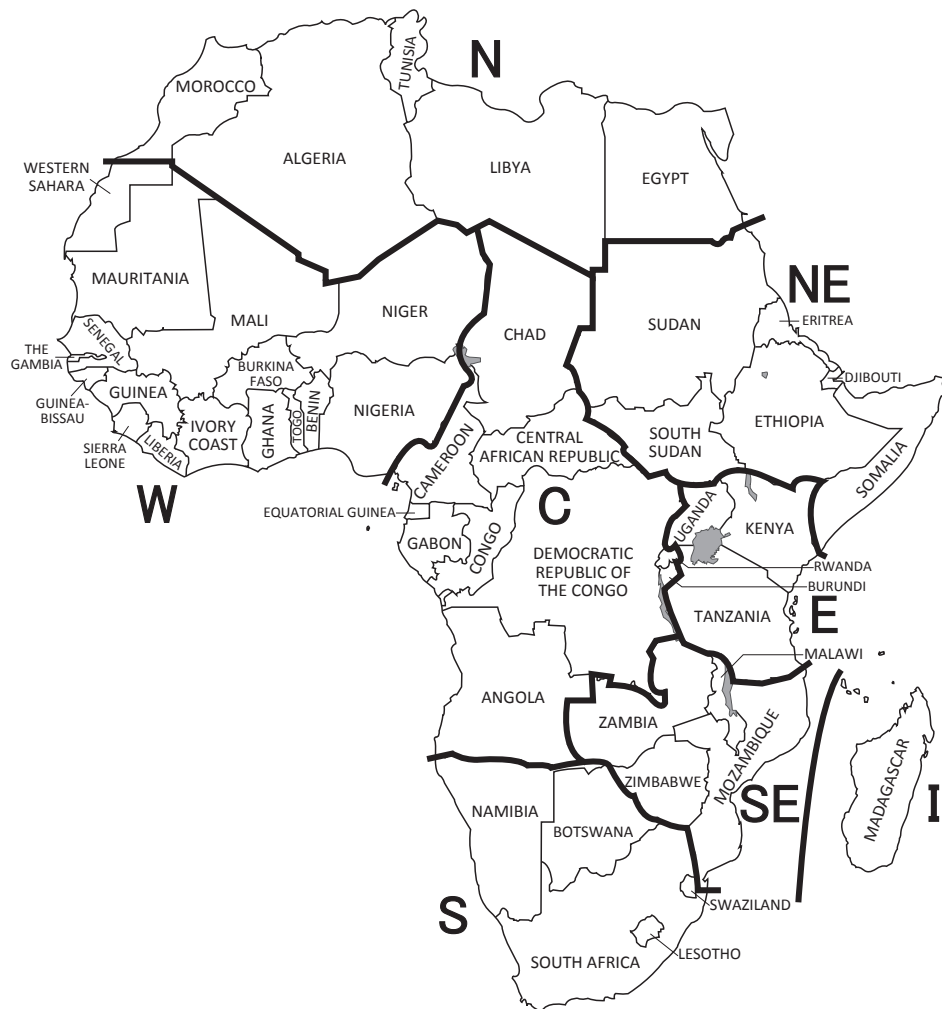 N
TUNISIA
MOROCCO
ALGERIA
LIBYA
EGYPT
WESTERN
SAHARA
MAURITANIA
MALI
NIGER
CHAD
SUDAN
NE
ERITREA
SENEGAL
THE
GAMBIA
BURKINA
FASO
DJIBOUTI
GUINEA
GUINEA-
BISSAU
NIGERIA
BENIN
TOGO
GHANA
IVORY
COAST
SIERRA
LEONE
LIBERIA
CAMEROON
CENTRAL
AFRICAN REPUBLIC
SOUTH
SUDAN
ETHIOPIA
SOMALIA
W
EQUATORIAL GUINEA
C
UGANDA
KENYA
GABON
CONGO
DEMOCRATIC
REPUBLIC OF
THE CONGO
RWANDA
BURUNDI
TANZANIA
E
MALAWI
ANGOLA
ZAMBIA
MOZAMBIQUE
MADAGASCAR
NAMIBIA
ZIMBABWE
SE
I
BOTSWANA
SWAZILAND
S
LESOTHO
SOUTH AFRICA